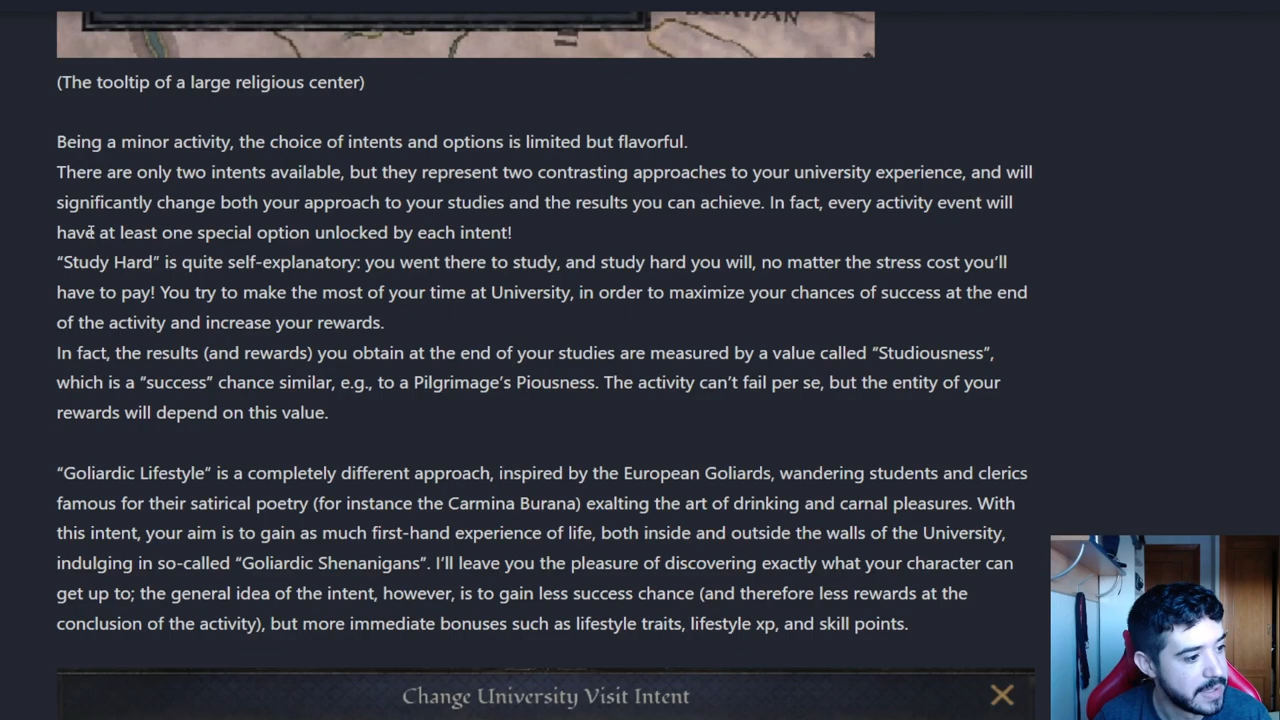 (The tooltip of a large religious center)
Being a minor activity, the choice of intents and options is limited but flavorful.
There are only two intents available, but they represent two contrasting approaches to your university experience, and will
significantly change both your approach to your studies and the results you can achieve. In fact, every activity event will
have at least one special option unlocked by each intent!
“Study Hard” is quite self-explanatory: you went there to study, and study hard you will, no matter the stress cost you’ll
have to pay! You try to make the most of your time at University, in order to maximize your chances of success at the end
of the activity and increase your rewards.
In fact, the results (and rewards) you obtain at the end of your studies are measured by a value called “Studiousness”,
which is a “success” chance similar, e.g., to a Pilgrimage’s Piousness. The activity can’t fail per se, but the entity of your
rewards will depend on this value.
“Goliardic Lifestyle” is a completely different approach, inspired by the European Goliards, wandering students and clerics
famous for their satirical poetry (for instance the Carmina Burana) exalting the art of drinking and carnal pleasures. With
this intent, your aim is to gain as much first-hand experience of life, both inside and outside the walls of the University,
indulging in so-called “Goliardic Shenanigans”. I’ll leave you the pleasure of discovering exactly what your character can
get up to; the general idea of the intent, however, is to gain less success chance (and therefore less rewards at the
conclusion of the activity), but more immediate bonuses such as lifestyle traits, lifestyle xp, and skill points.
Change University Visit Intent